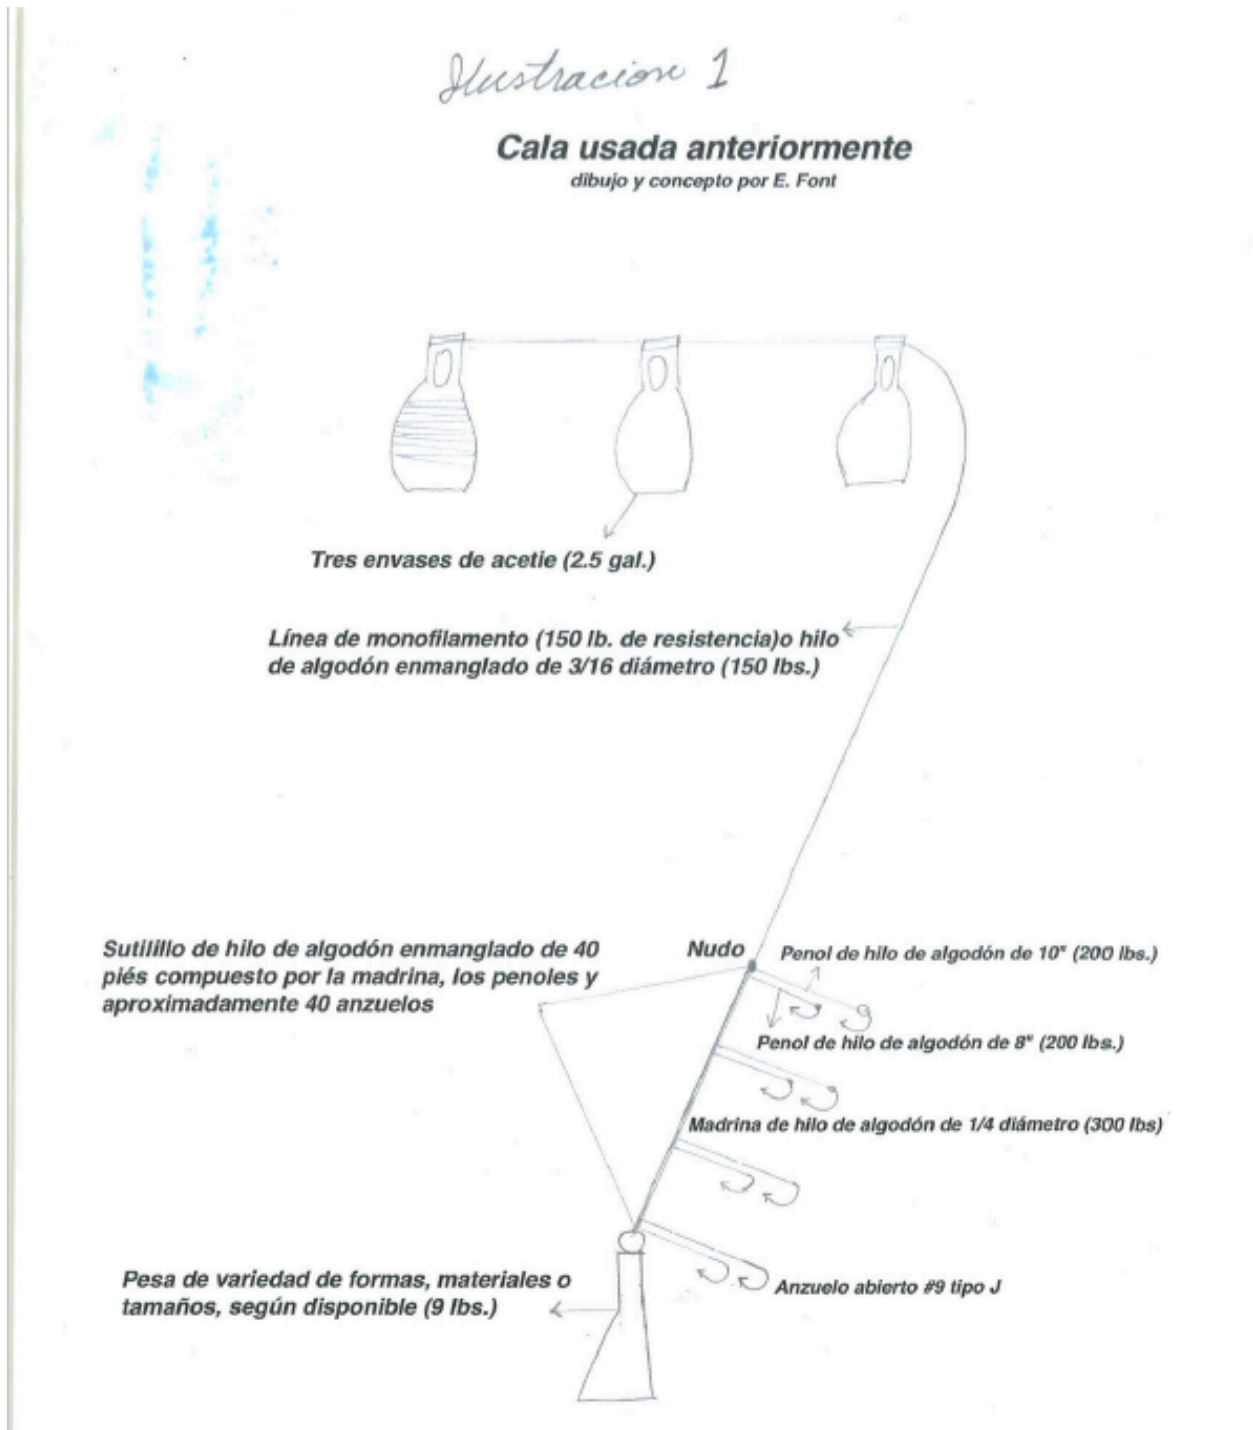 Ilustracion 1
Cala usada anteriormente
dibujo y concepto por E. Font
Tres envases de acetie (2.5 gal.)
Línea de monofilamento (150 lb. de resistencia)o hilo
de algodón enmanglado de 3/16 diámetro (150 lbs.)
Sutilillo de hilo de algodón enmanglado de 40
piés compuesto por la madrina, los penoles y
aproximadamente 40 anzuelos
Nudo
Penol de hilo de algodón de 10" (200 lbs.)
Penol de hilo de algodón de 8" (200 lbs.)
Madrina de hilo de algodón de 1/4 diámetro (300 lbs)
Pesa de variedad de formas, materiales o
tamaños, según disponible (9 lbs.)
Anzuelo abierto #9 tipo J